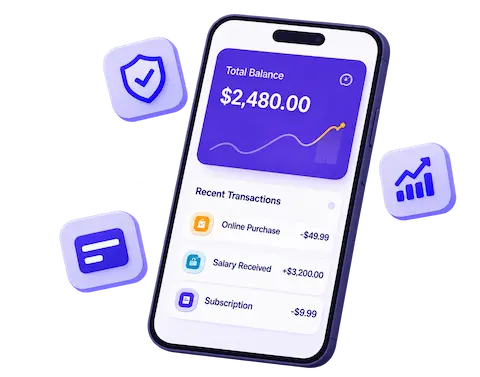 Total Balance
$2,480.00
Recent Transactions
Online Purchase -$49.99
Salary Received +$3,200.00
Subscription -$9.99